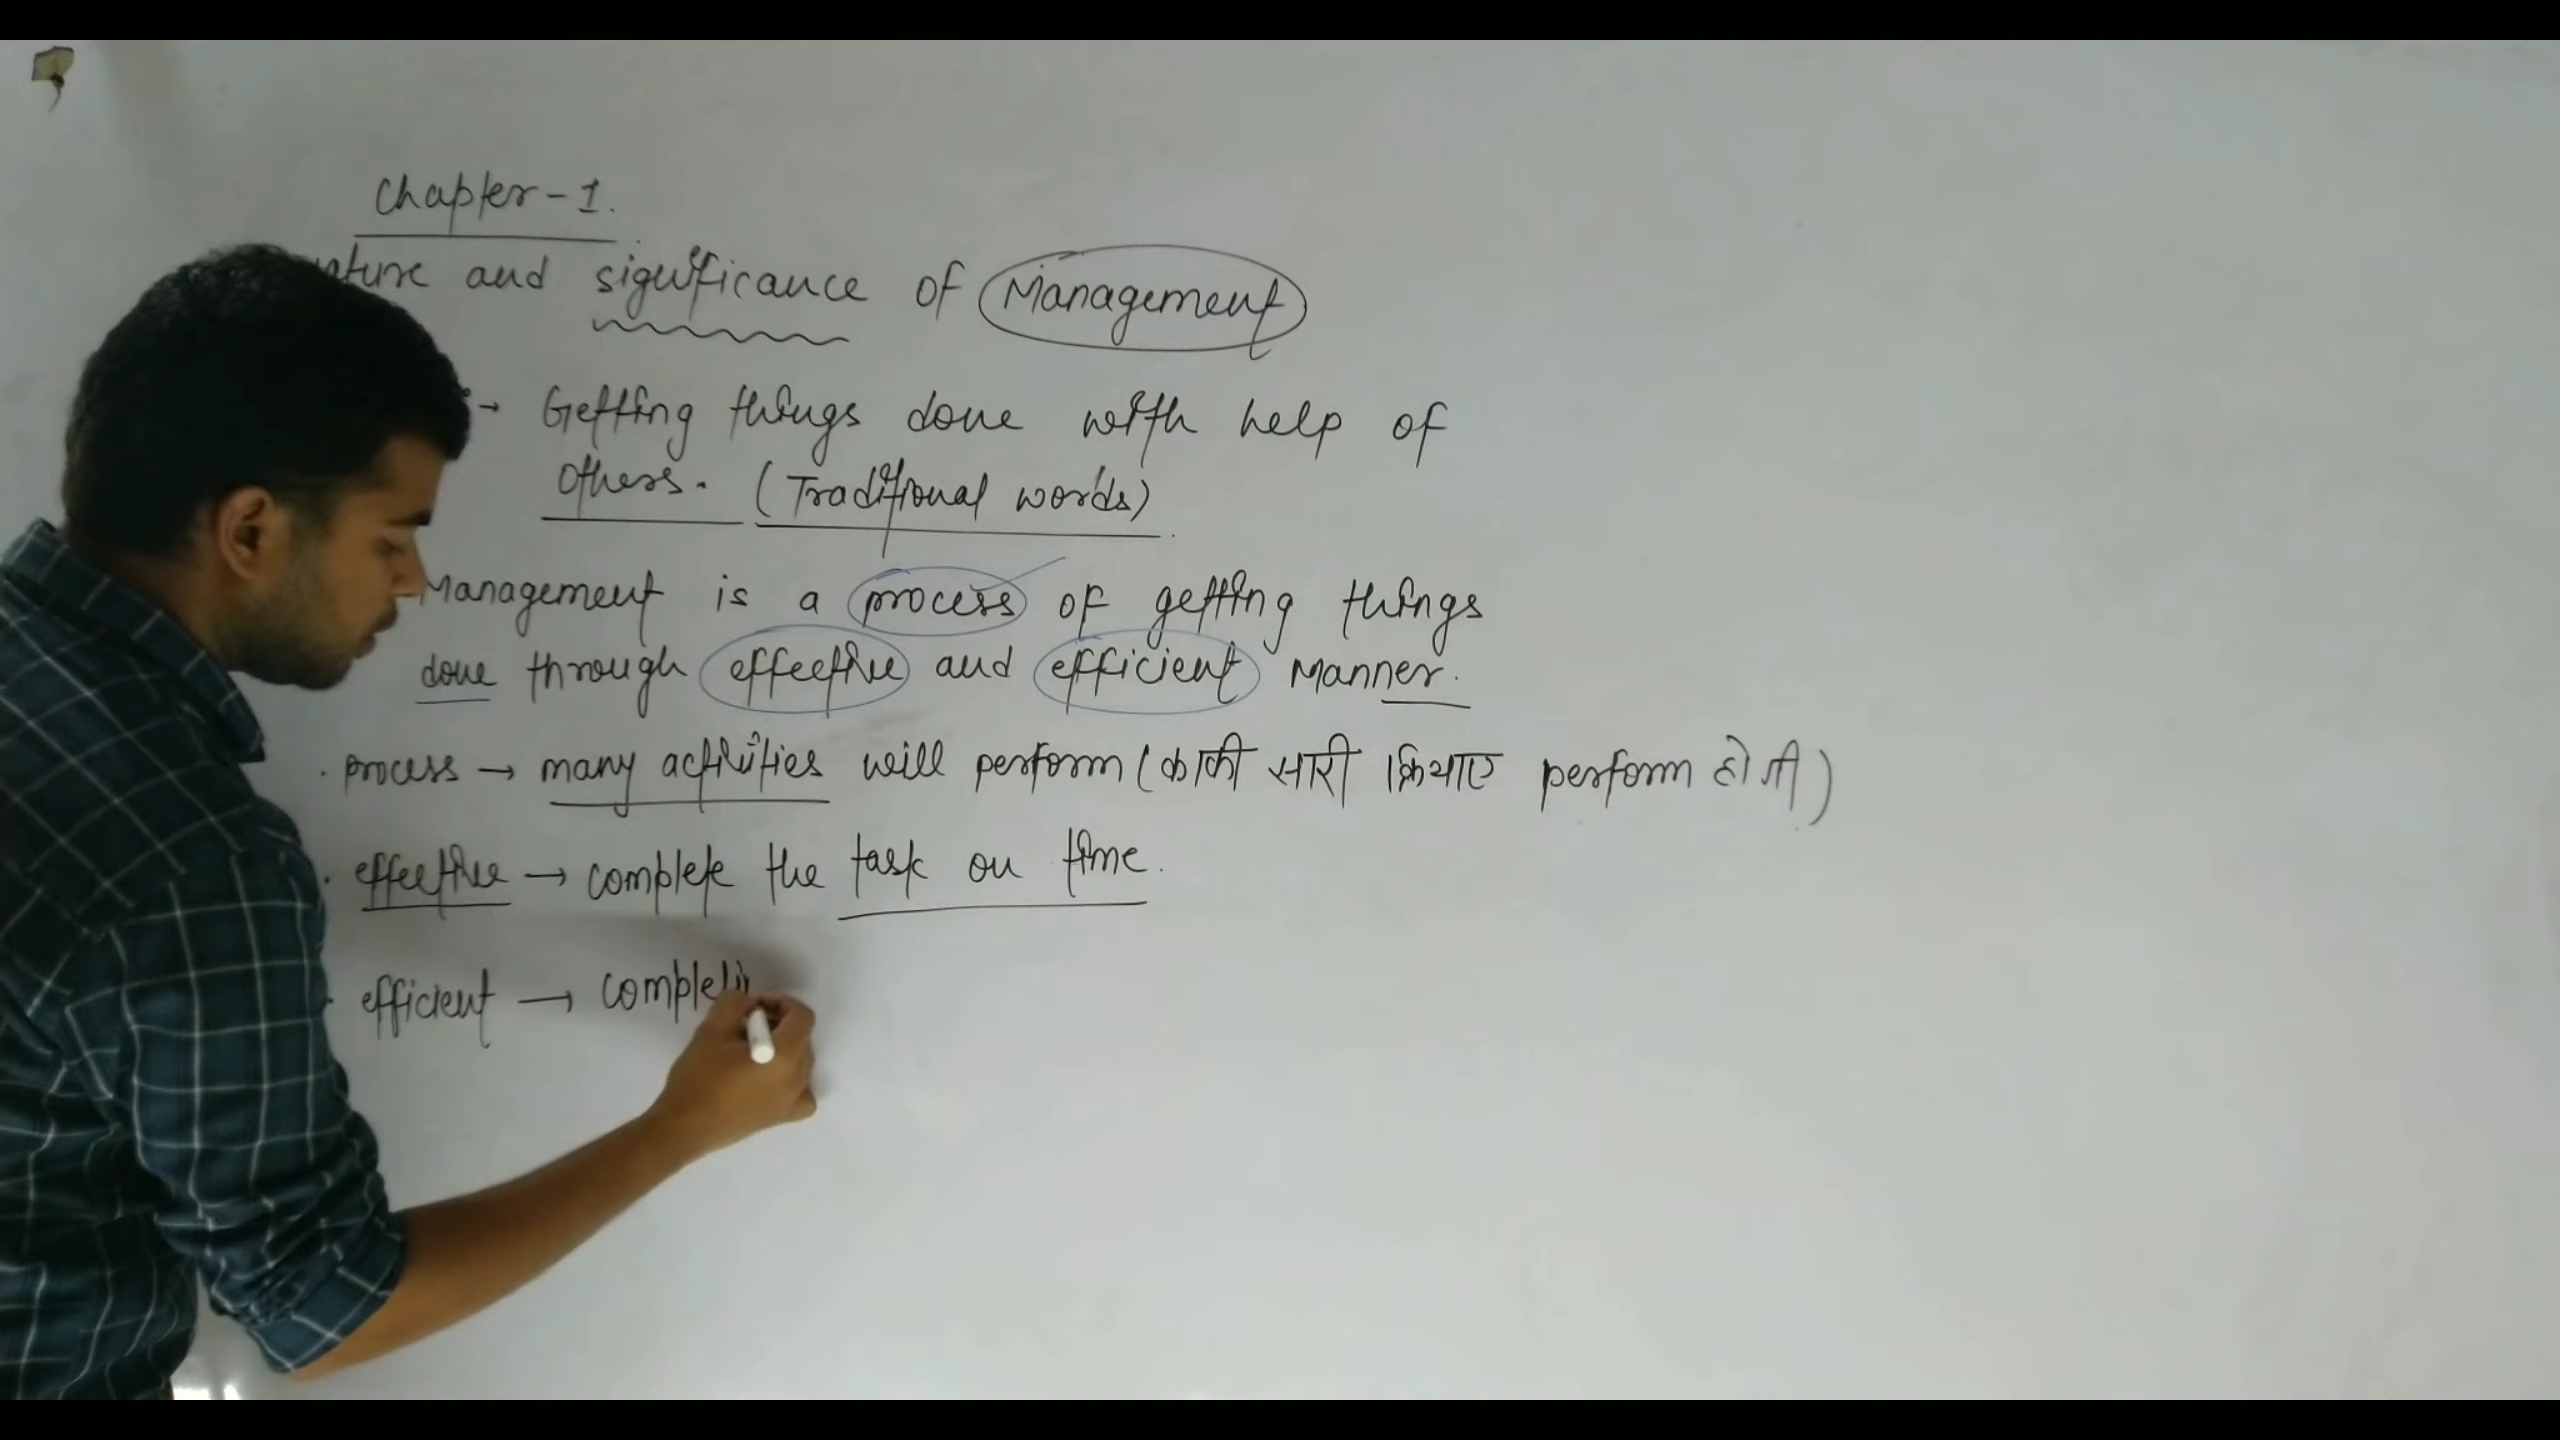 Chapter-1.
and significance of Management
→ Getting things done with help of
others. (Traditional words)
Management is a process of getting things
done through effective and efficient Manner.
• process → many activities will perform (काफी सारी क्रियाए perform होगी)
• effective → complete the task on time.
• efficient →